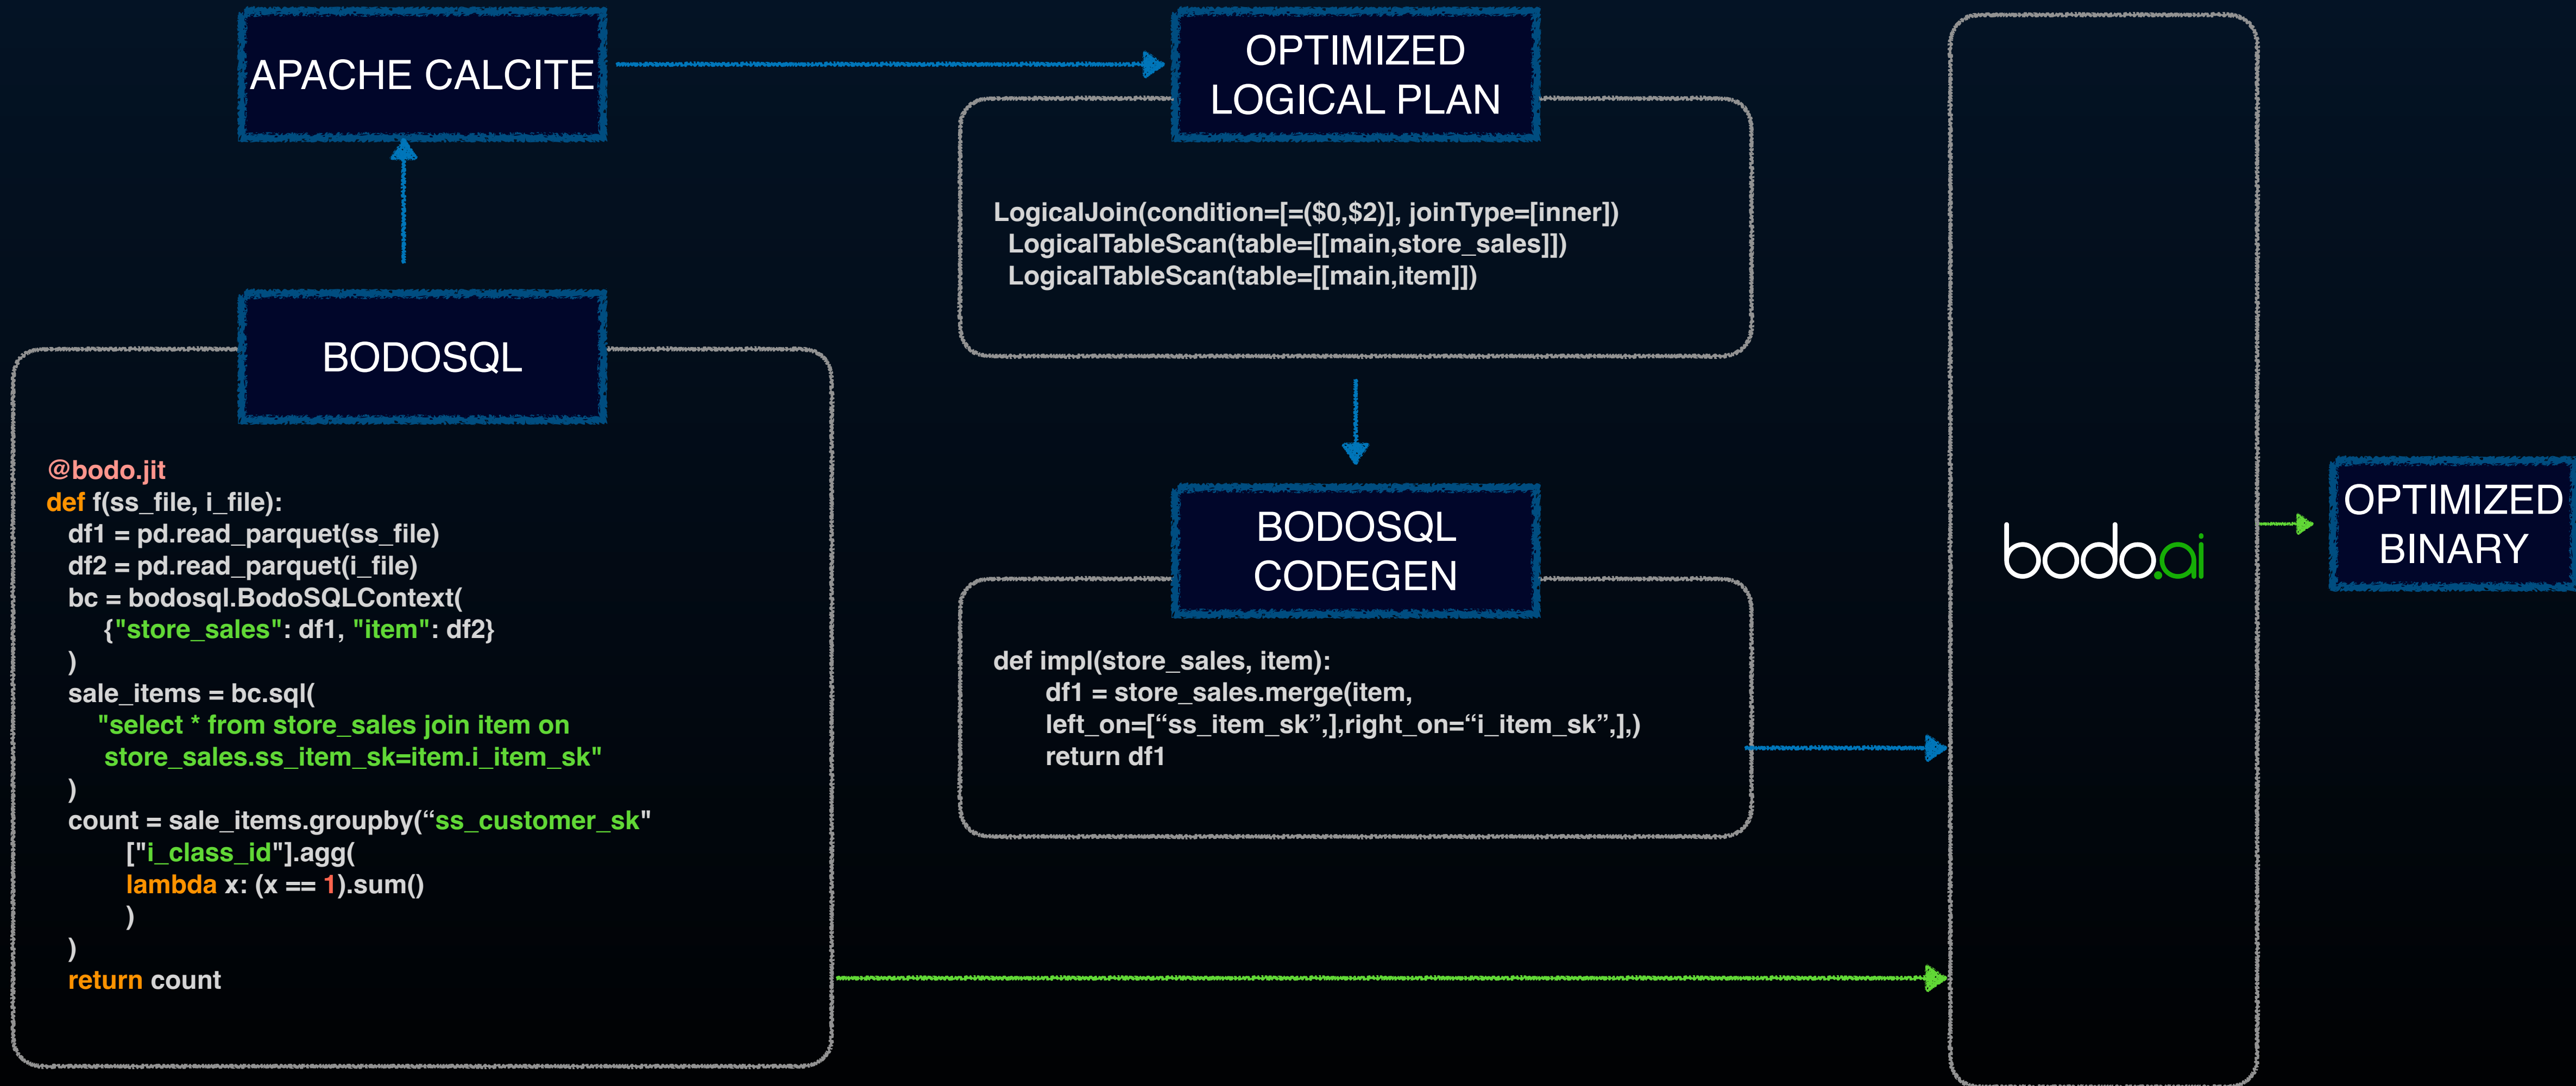 APACHE CALCITE
OPTIMIZED
LOGICAL PLAN
LogicalJoin(condition=[=($0,$2)], joinType=[inner])
LogicalTableScan(table=[[main,store_sales]])
LogicalTableScan(table=[[main,item]])
BODOSQL
@bodo.jit
def f(ss_file, i_file):
df1 = pd.read_parquet(ss_file)
df2 = pd.read_parquet(i_file)
bc = bodosql.BodoSQLContext(
{"store_sales": df1, "item": df2}
)
sale_items = bc.sql(
"select * from store_sales join item on
store_sales.ss_item_sk=item.i_item_sk"
)
count = sale_items.groupby(“ss_customer_sk"
["i_class_id"].agg(
lambda x: (x == 1).sum()
)
)
return count
BODOSQL
CODEGEN
def impl(store_sales, item):
df1 = store_sales.merge(item,
left_on=[“ss_item_sk”,],right_on=“i_item_sk”,],)
return df1
bodo.ai
OPTIMIZED
BINARY